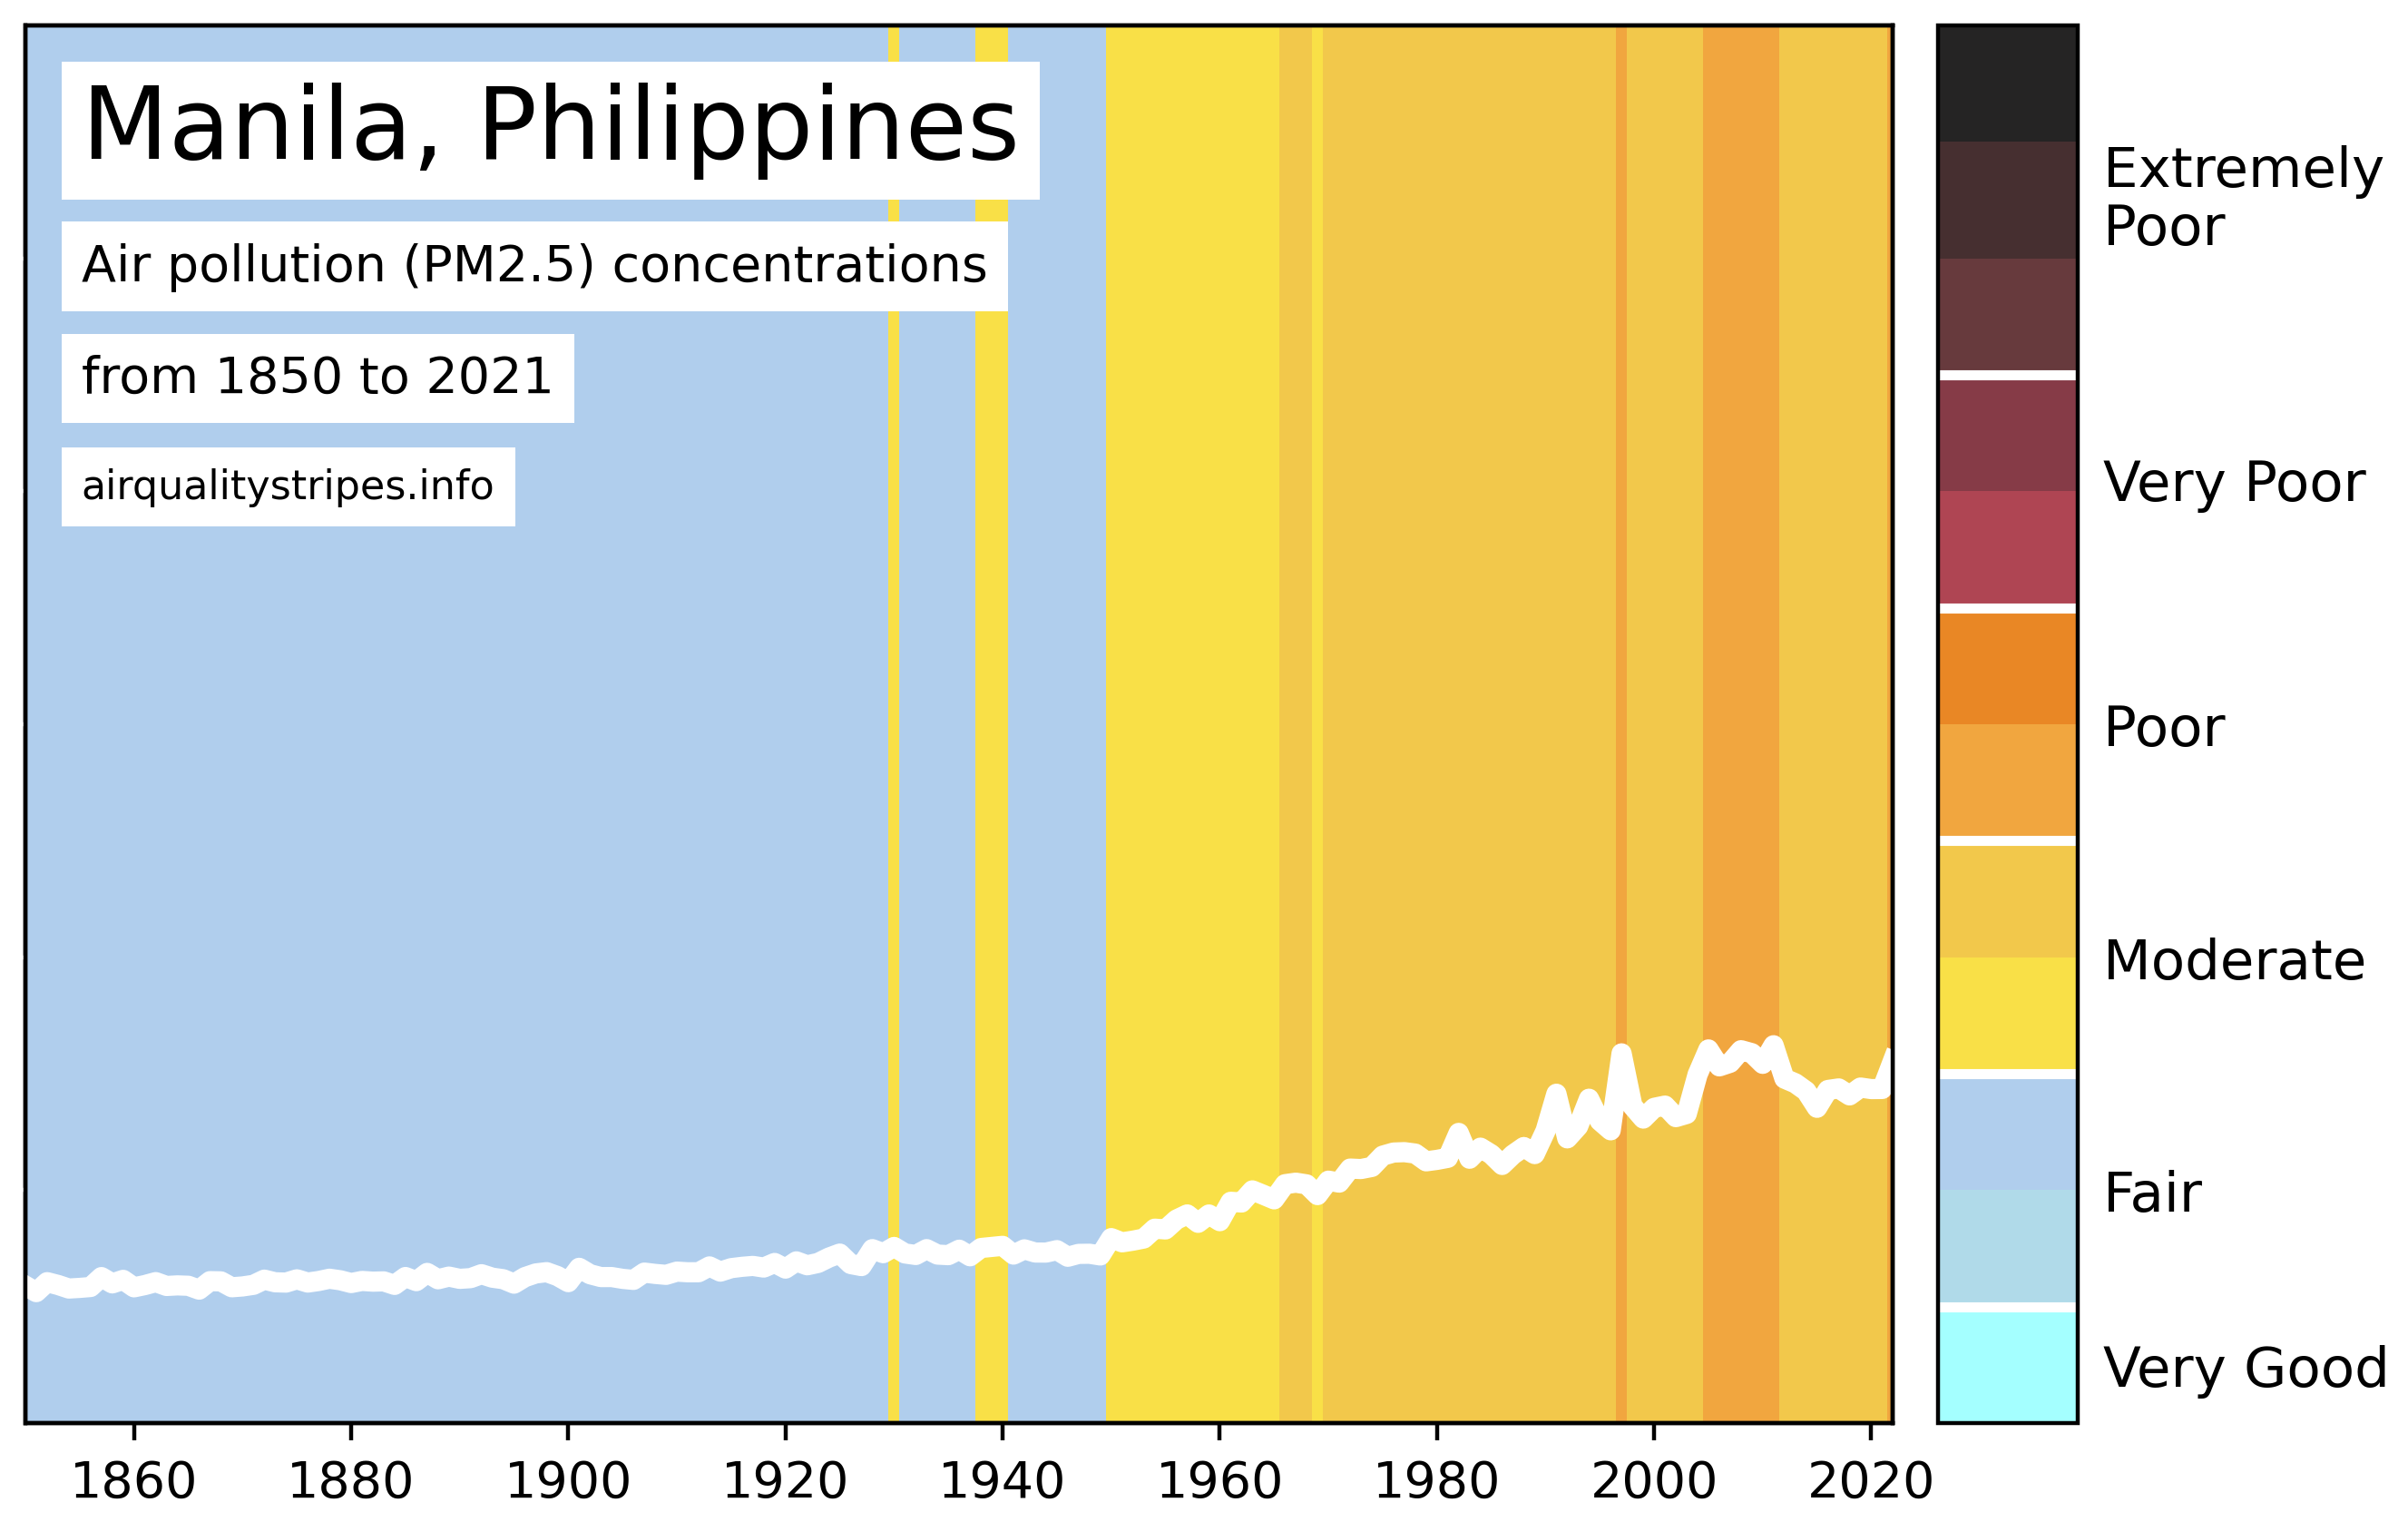 Manila, Philippines
Air pollution (PM2.5) concentrations
from 1850 to 2021
airqualitystripes.info
Extremely
Poor
Very Poor
Poor
Moderate
Fair
Very Good
1860 1880 1900 1920 1940 1960 1980 2000 2020